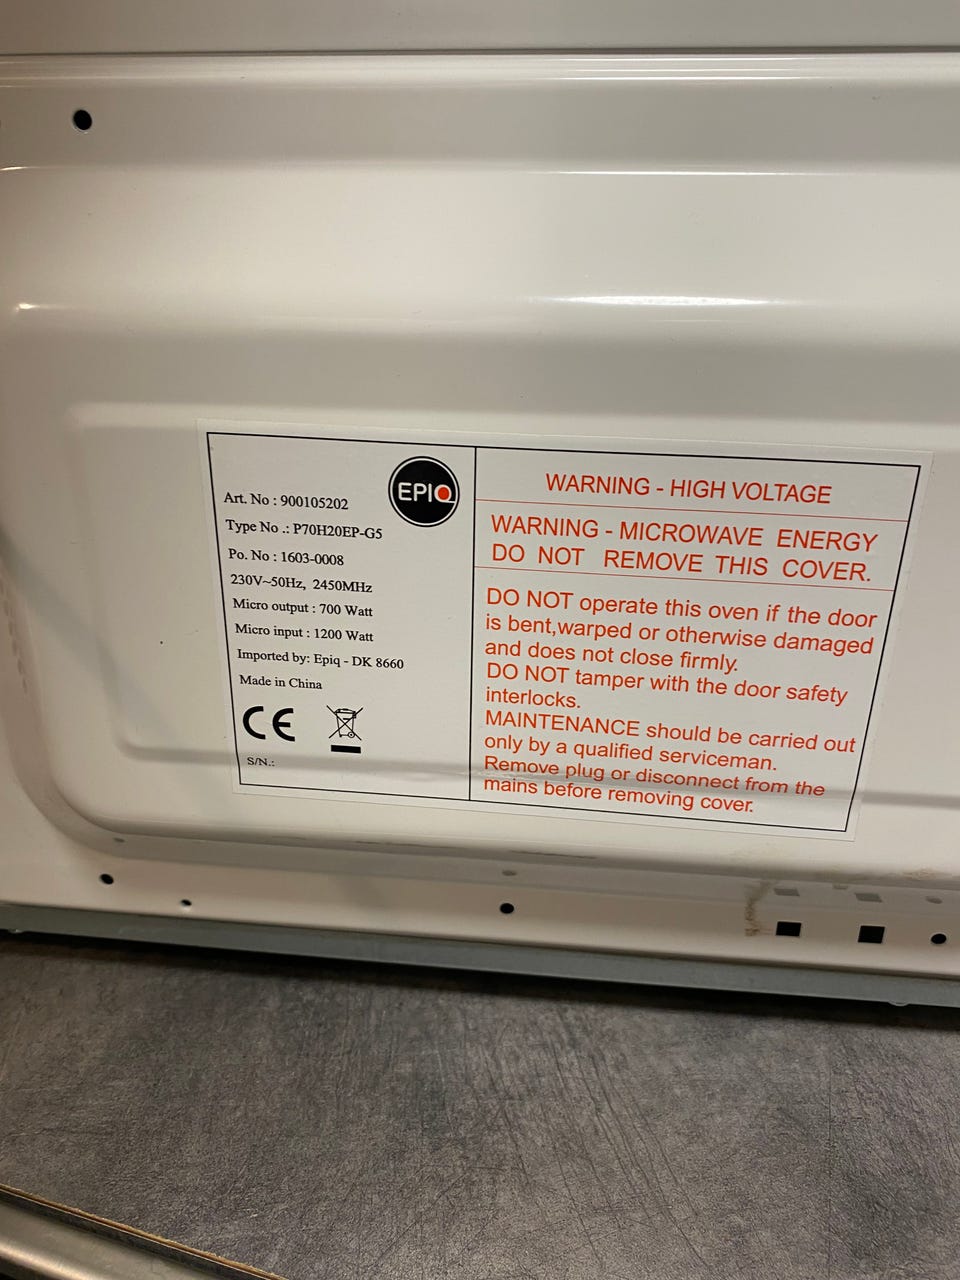 EPIQ
Art. No : 900105202
Type No .: P70H20EP-G5
Po. No : 1603-0008
230V~50Hz, 2450MHz
Micro output : 700 Watt
Micro input : 1200 Watt
Imported by: Epiq - DK 8660
Made in China
CE
S/N.:
WARNING - HIGH VOLTAGE
WARNING - MICROWAVE ENERGY
DO NOT REMOVE THIS COVER.
DO NOT operate this oven if the door
is bent,warped or otherwise damaged
and does not close firmly.
DO NOT tamper with the door safety
interlocks.
MAINTENANCE should be carried out
only by a qualified serviceman.
Remove plug or disconnect from the
mains before removing cover.